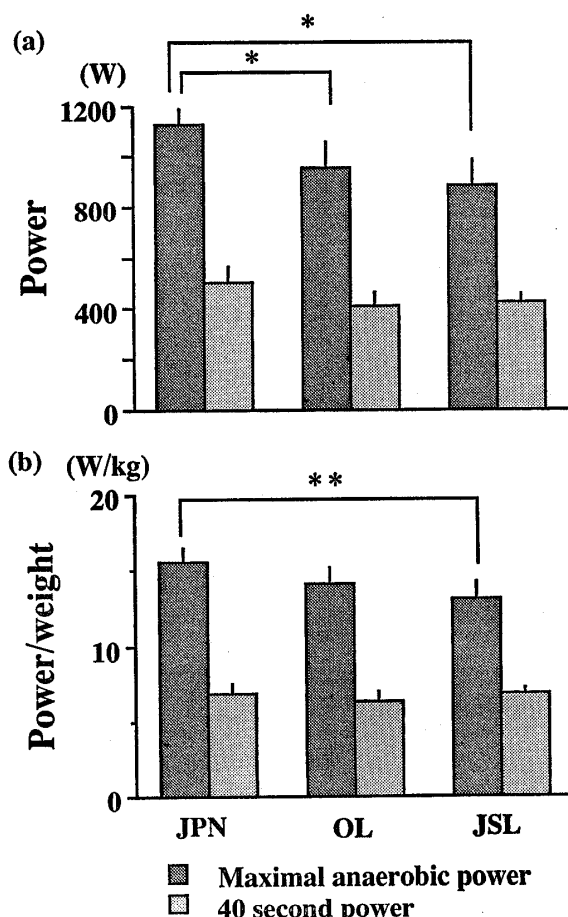 (a)
(W)
*
*
1200
800
400
0
Power
(b)
(W/kg)
**
20
10
0
Power/weight
JPN OL JSL
Maximal anaerobic power
40 second power